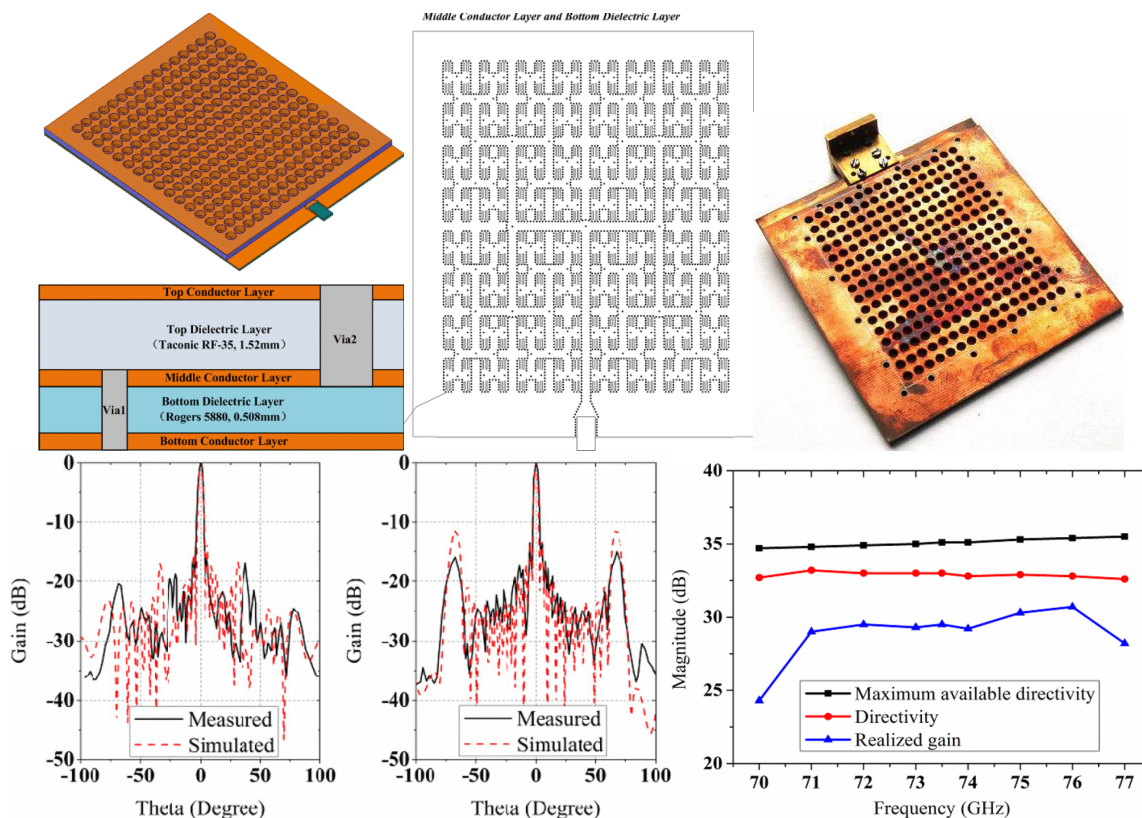 Middle Conductor Layer and Bottom Dielectric Layer
Top Conductor Layer
Top Dielectric Layer
（Taconic RF-35, 1.52mm）
Via2
Middle Conductor Layer
Via1
Bottom Dielectric Layer
（Rogers 5880, 0.508mm）
Bottom Conductor Layer
0
-10
-20
-30
-40
-50
Gain (dB)
Measured
Simulated
-100 -50 0 50 100
Theta (Degree)
0
-10
-20
-30
-40
-50
Gain (dB)
Measured
Simulated
-100 -50 0 50 100
Theta (Degree)
40
35
30
25
20
Magnitude (dB)
Maximum available directivity
Directivity
Realized gain
70 71 72 73 74 75 76 77
Frequency (GHz)